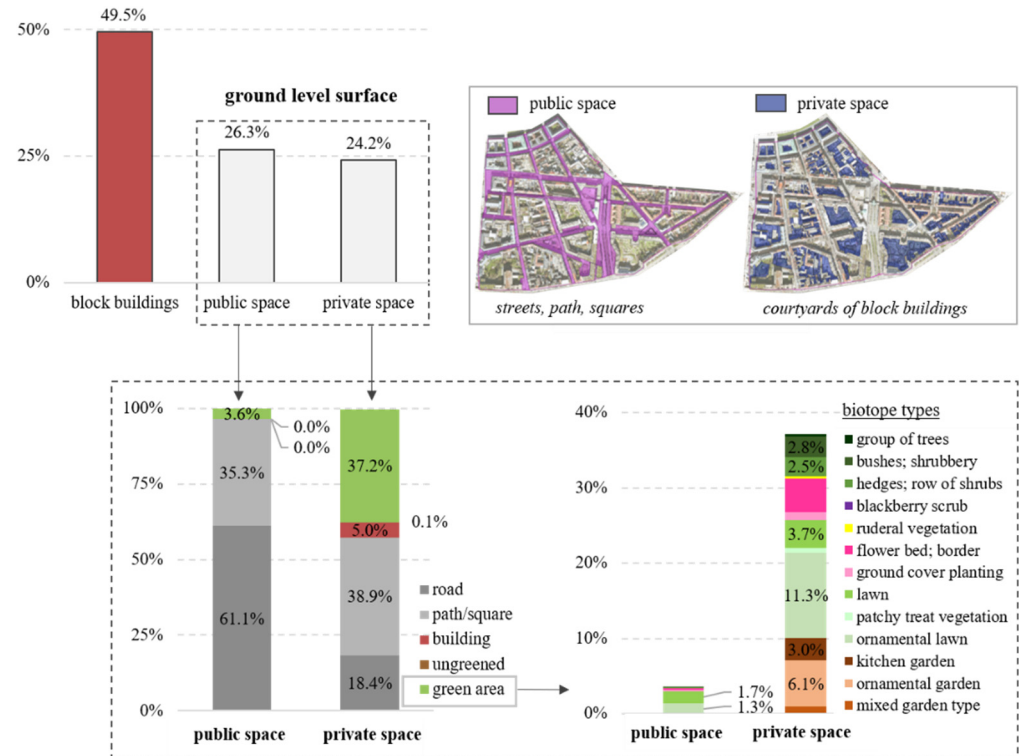 50%
49.5%
ground level surface
26.3%
24.2%
25%
0%
block buildings
public space
private space
public space
private space
streets, path, squares
courtyards of block buildings
100%
75%
50%
25%
0%
3.6%
0.0%
0.0%
35.3%
61.1%
37.2%
5.0%
0.1%
38.9%
18.4%
road
path/square
building
ungreened
green area
public space
private space
40%
30%
20%
10%
0%
1.7%
1.3%
2.8%
2.5%
3.7%
11.3%
3.0%
6.1%
public space
private space
biotope types
group of trees
bushes; shrubbery
hedges; row of shrubs
blackberry scrub
ruderal vegetation
flower bed; border
ground cover planting
lawn
patchy treat vegetation
ornamental lawn
kitchen garden
ornamental garden
mixed garden type